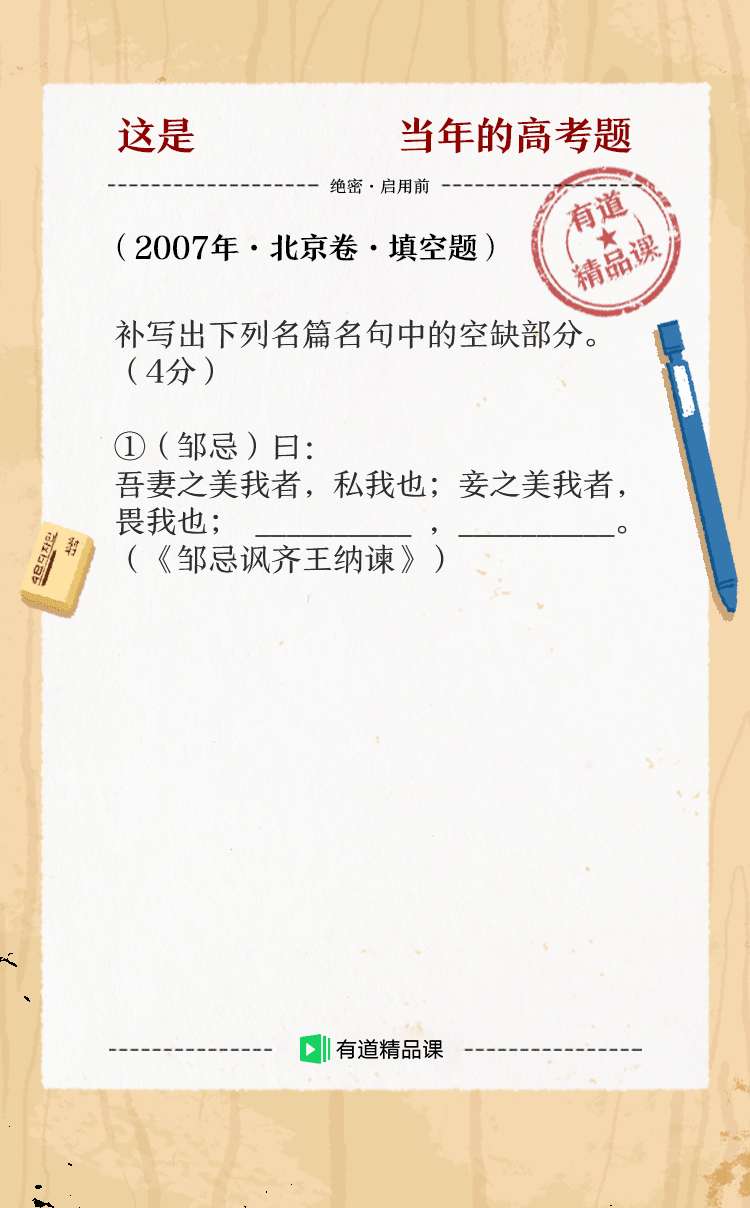 这是 当年的高考题
绝密·启用前
有道
精品课
（2007年·北京卷·填空题）
补写出下列名篇名句中的空缺部分。
（4分）
①（邹忌）曰：
吾妻之美我者，私我也；妾之美我者，
畏我也； __________ ，__________。
（《邹忌讽齐王纳谏》）
有道精品课